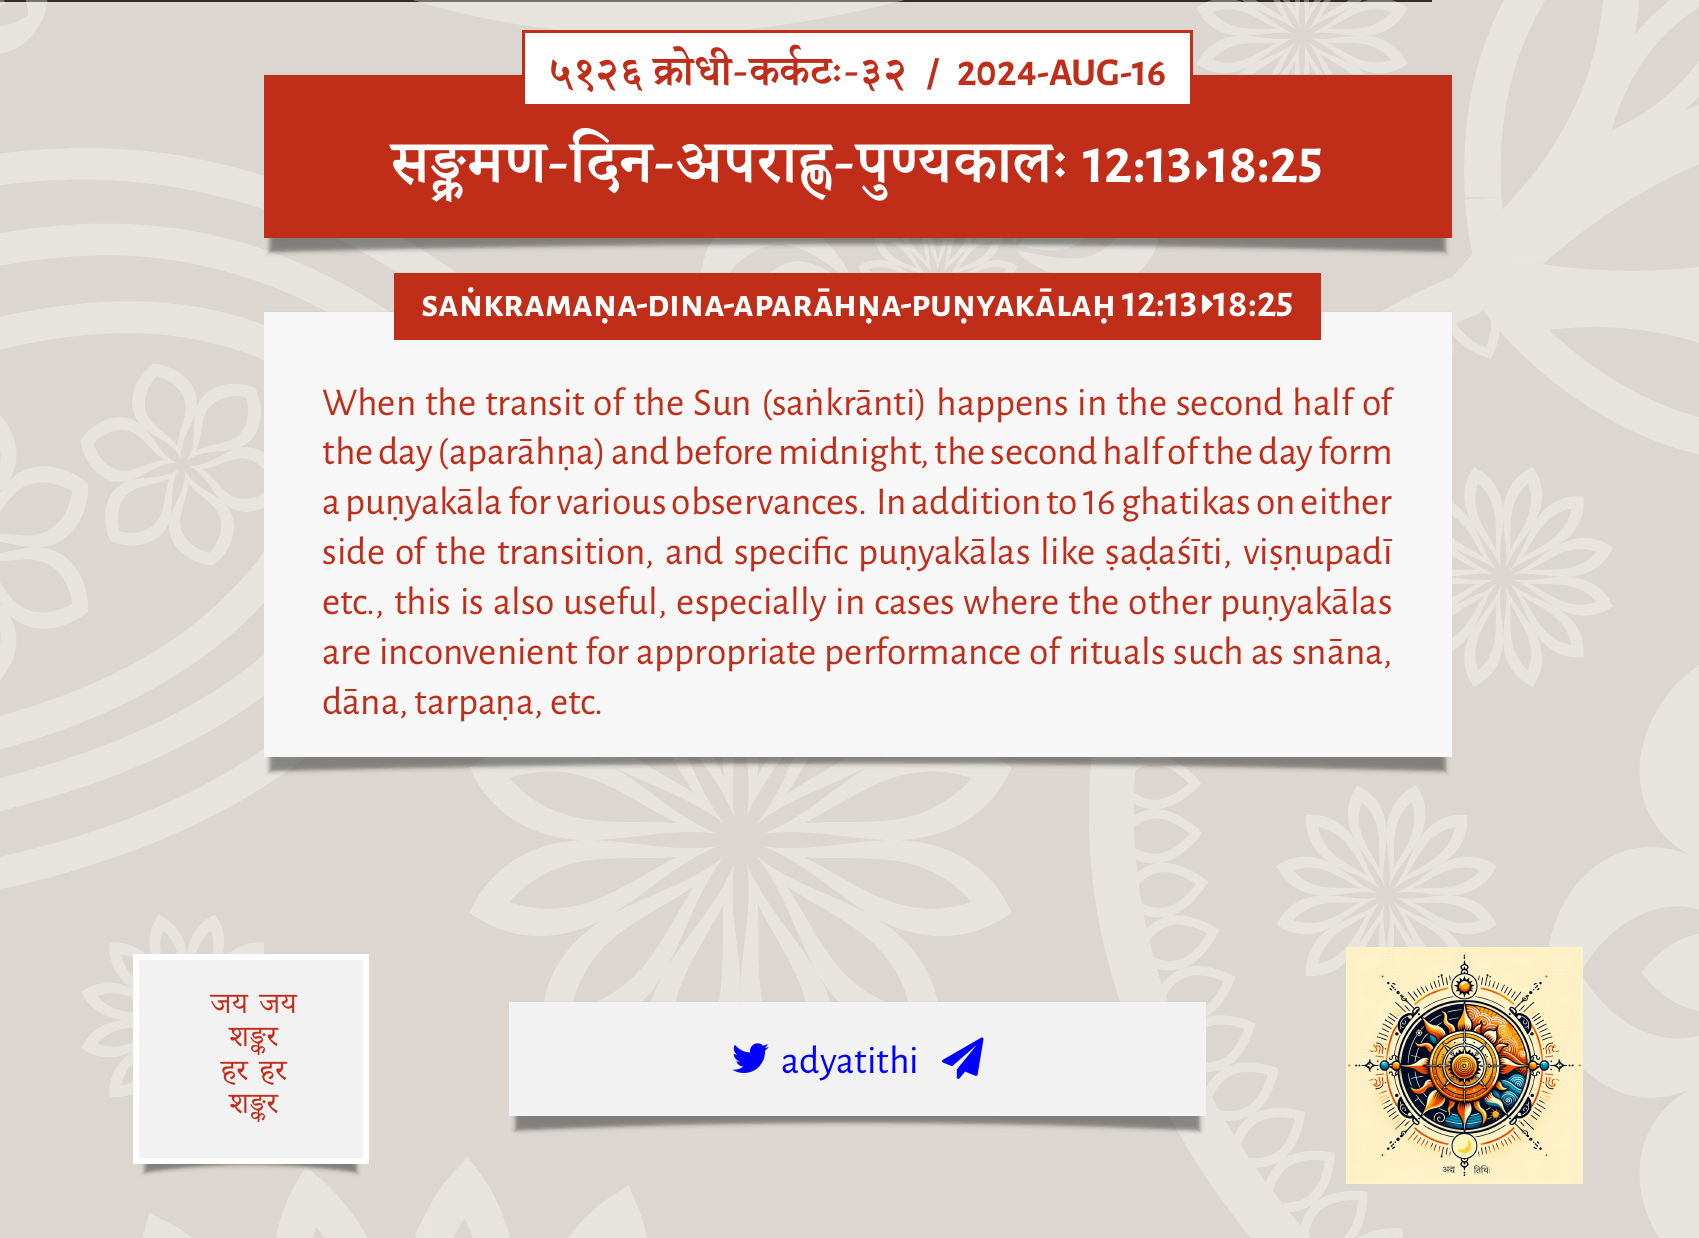 ५१२६ क्रोधी-कर्कटः-३२ / 2024-AUG-16
सङ्क्रमण-दिन-अपराह्ण-पुण्यकालः 12:13▸18:25
SAṄKRAMAṆA-DINA-APARĀHṆA-PUṆYAKĀLAḤ 12:13▸18:25
When the transit of the Sun (saṅkrānti) happens in the second half of
the day (aparāhṇa) and before midnight, the second half of the day form
a puṇyakāla for various observances. In addition to 16 ghatikas on either
side of the transition, and specific puṇyakālas like ṣaḍaśīti, viṣṇupadī
etc., this is also useful, especially in cases where the other puṇyakālas
are inconvenient for appropriate performance of rituals such as snāna,
dāna, tarpaṇa, etc.
जय जय
शङ्कर
हर हर
शङ्कर
adyatithi
अद्य तिथिः